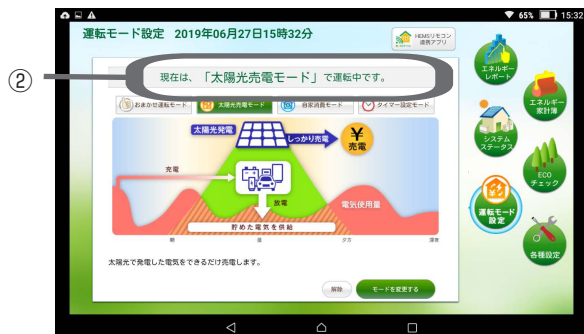 65% 15:32
運転モード設定 2019年06月27日15時32分
HEMSリモコン
連携アプリ
②
現在は、「太陽光売電モード」で運転中です。
おまかせ運転モード
太陽光売電モード
自家消費モード
タイマー設定モード
太陽光発電
しっかり売電
¥
売電
充電
放電
電気使用量
貯めた電気を供給
朝
昼
夕方
深夜
太陽光で発電した電気をできるだけ売電します。
解除
モードを変更する
エネルギー
レポート
エネルギー
家計簿
システム
ステータス
ECO
チェック
運転モード
設定
各種設定